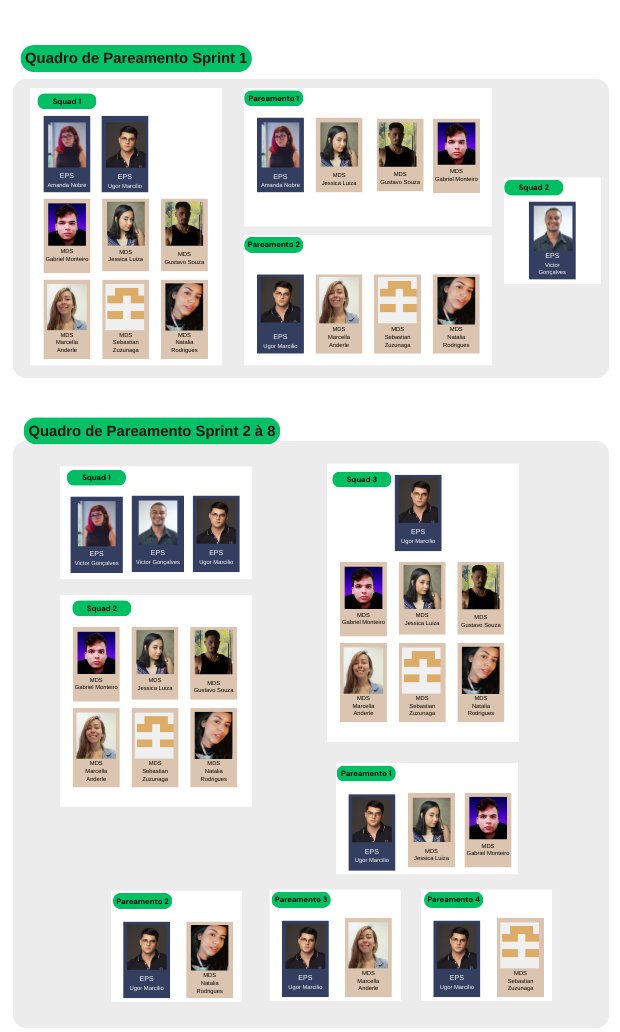 Quadro de Pareamento Sprint 1
Squad 1
EPS
Amanda Nobre
EPS
Ugor Marcilio
MDS
Gabriel Monteiro
MDS
Jessica Luiza
MDS
Gustavo Souza
MDS
Marcella
Anderle
MDS
Sebastian
Zuzunaga
MDS
Natalia
Rodrigues
Pareamento 1
EPS
Amanda Nobre
MDS
Jessica Luiza
MDS
Gustavo Souza
MDS
Gabriel Monteiro
Pareamento 2
EPS
Ugor Marcilio
MDS
Marcella
Anderle
MDS
Sebastian
Zuzunaga
MDS
Natalia
Rodrigues
Squad 2
EPS
Victor
Gonçalves
Quadro de Pareamento Sprint 2 à 8
Squad 1
EPS
Victor Gonçalves
EPS
Victor Gonçalves
EPS
Ugor Marcilio
Squad 2
MDS
Gabriel Monteiro
MDS
Jessica Luiza
MDS
Gustavo Souza
MDS
Marcella
Anderle
MDS
Sebastian
Zuzunaga
MDS
Natalia
Rodrigues
Squad 3
EPS
Ugor Marcilio
MDS
Gabriel Monteiro
MDS
Jessica Luiza
MDS
Gustavo Souza
MDS
Marcella
Anderle
MDS
Sebastian
Zuzunaga
MDS
Natalia
Rodrigues
Pareamento 1
EPS
Ugor Marcilio
MDS
Jessica Luiza
MDS
Gabriel Monteiro
Pareamento 2
EPS
Ugor Marcilio
MDS
Natalia
Rodrigues
Pareamento 3
EPS
Ugor Marcilio
MDS
Marcella
Anderle
Pareamento 4
EPS
Ugor Marcilio
MDS
Sebastian
Zuzunaga